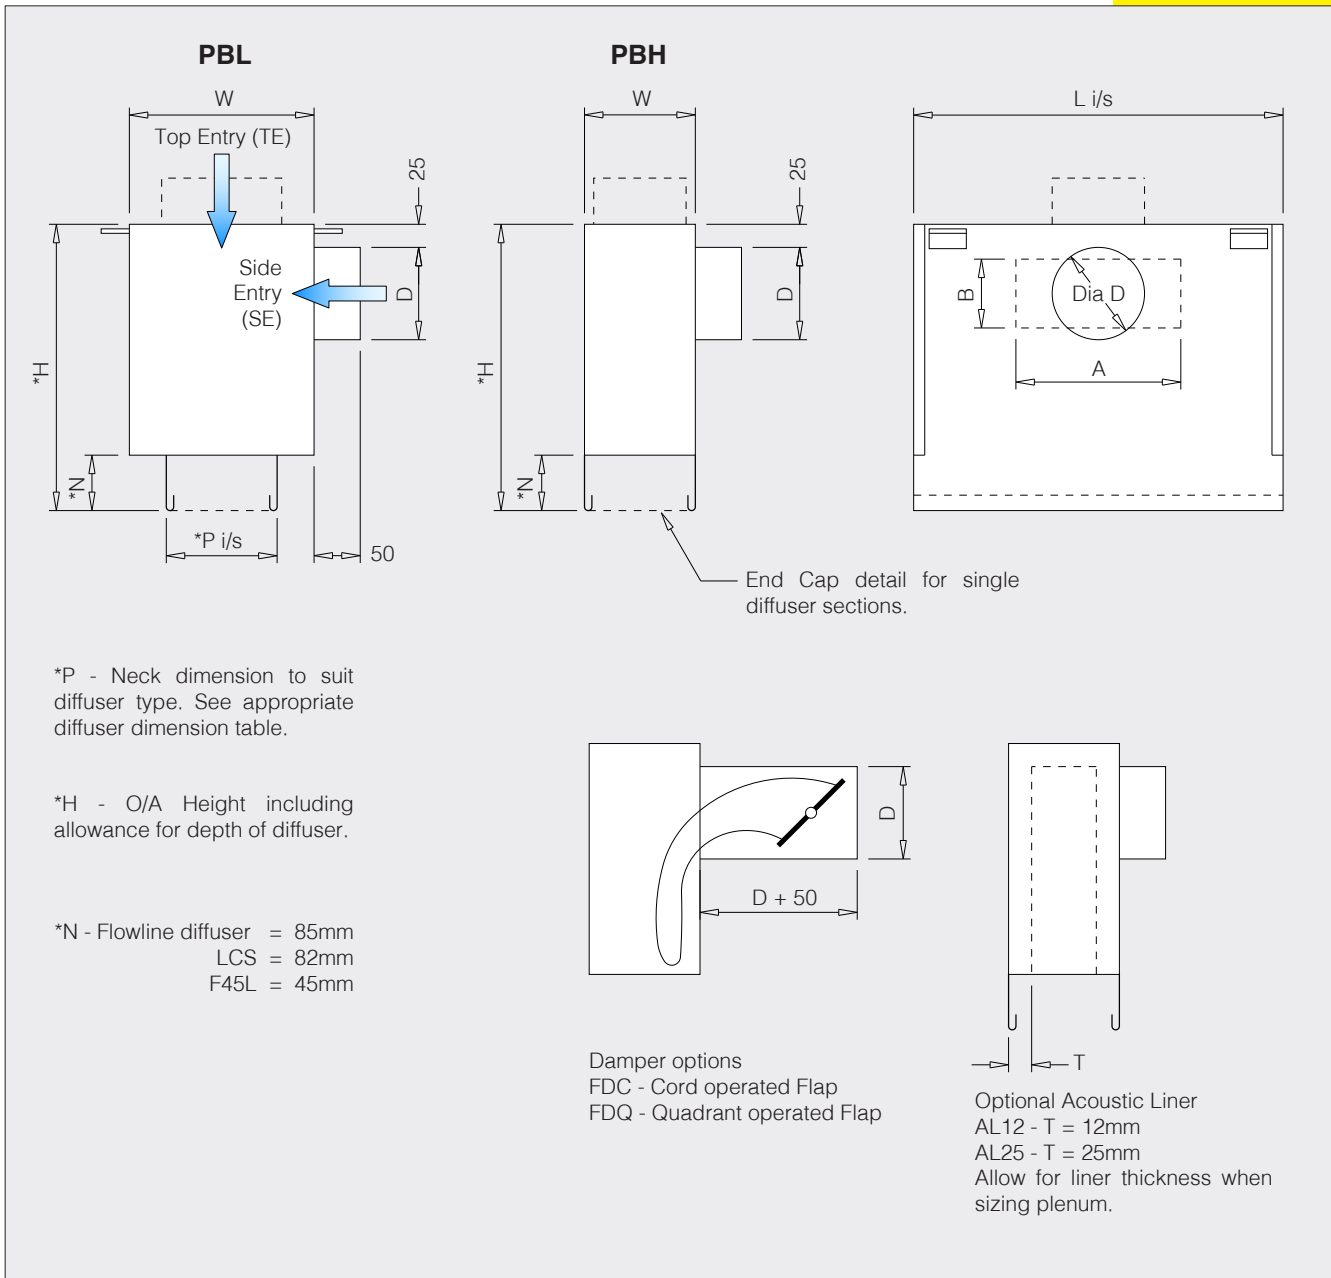 PBL
PBH
W
W
L i/s
Top Entry (TE)
25
25
Side
Entry
(SE)
D
D
B
Dia D
A
*H
*H
*N
*N
*P i/s
50
End Cap detail for single
diffuser sections.
*P - Neck dimension to suit
diffuser type. See appropriate
diffuser dimension table.
*H - O/A Height including
allowance for depth of diffuser.
*N - Flowline diffuser = 85mm
LCS = 82mm
F45L = 45mm
D
D + 50
T
Damper options
FDC - Cord operated Flap
FDQ - Quadrant operated Flap
Optional Acoustic Liner
AL12 - T = 12mm
AL25 - T = 25mm
Allow for liner thickness when
sizing plenum.